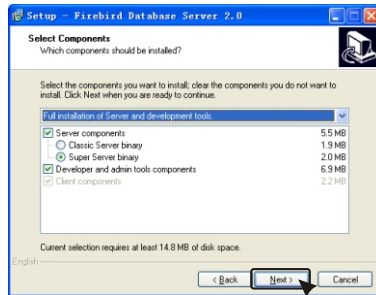 Setup - Firebird Database Server 2.0
Select Components
Which components should be installed?
Select the components you want to install; clear the components you do not want to
install. Click Next when you are ready to continue.
Full installation of Server and development tools.
Server components 5.5 MB
Classic Server binary 1.9 MB
Super Server binary 2.0 MB
Developer and admin tools components 6.9 MB
Client components 2.2 MB
Current selection requires at least 14.8 MB of disk space.
English
< Back Next > Cancel